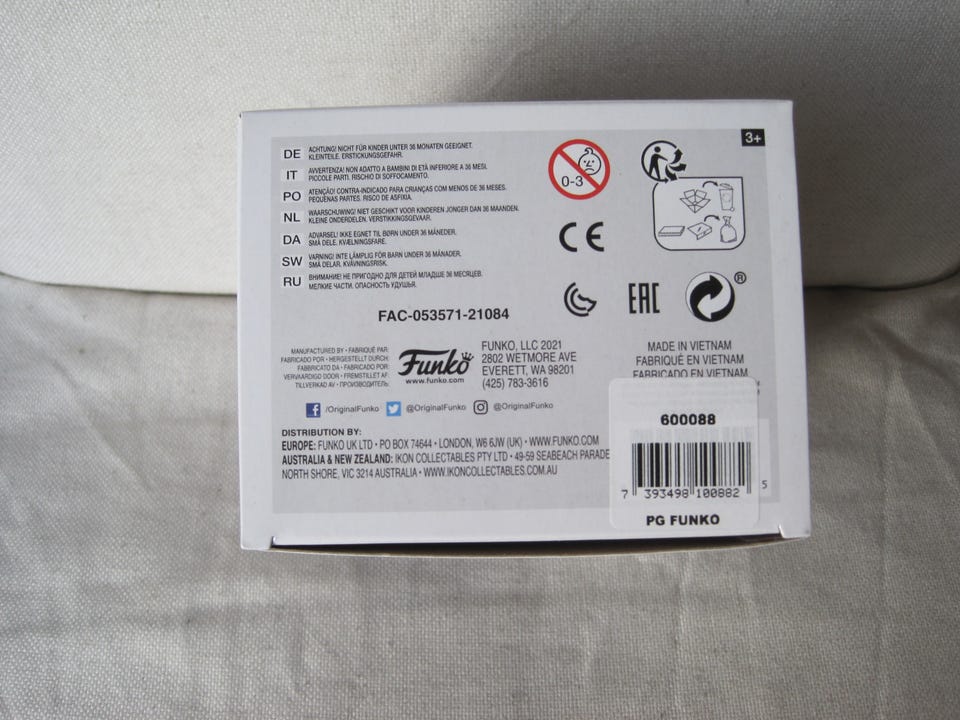 3+
DE ACHTUNG! NICHT FÜR KINDER UNTER 36 MONATEN GEEIGNET.
KLEINTEILE. ERSTICKUNGSGEFAHR.
IT AVVERTENZA! NON ADATTO A BAMBINI DI ETÀ INFERIORE A 36 MESI.
PICCOLE PARTI. RISCHIO DI SOFFOCAMENTO.
PO ATENÇÃO! CONTRA-INDICADO PARA CRIANÇAS COM MENOS DE 36 MESES.
PEQUENAS PARTES. RISCO DE ASFIXIA.
NL WAARSCHUWING! NIET GESCHIKT VOOR KINDEREN JONGER DAN 36 MAANDEN.
KLEINE ONDERDELEN. VERSTIKKINGSGEVAAR.
DA ADVARSEL! IKKE EGNET TIL BØRN UNDER 36 MÅNEDER.
SMÅ DELE. KVÆLNINGSFARE.
SW VARNING! INTE LÄMPLIG FÖR BARN UNDER 36 MÅNADER.
SMÅ DELAR. KVÄVNINGSRISK.
RU ВНИМАНИЕ! НЕ ПРИГОДНО ДЛЯ ДЕТЕЙ МЛАДШЕ 36 МЕСЯЦЕВ.
МЕЛКИЕ ЧАСТИ. ОПАСНОСТЬ УДУШЬЯ.
0-3
CE
EAC
®
FAC-053571-21084
MANUFACTURED BY • FABRIQUÉ PAR:
FABRICADO POR • HERGESTELLT DURCH:
FABBRICATO DA • FABRICADO POR:
VERVAARDIGD DOOR • FREMSTILLET AF:
TILLVERKAD AV • ПРОИЗВОДИТЕЛЬ:
Funko
www.funko.com
FUNKO, LLC 2021
2802 WETMORE AVE
EVERETT, WA 98201
(425) 783-3616
MADE IN VIETNAM
FABRIQUÉ EN VIETNAM
FABRICADO EN VIETNAM
/OriginalFunko @OriginalFunko @OriginalFunko
DISTRIBUTION BY:
EUROPE: FUNKO UK LTD • PO BOX 74644 • LONDON, W6 6JW (UK) • WWW.FUNKO.COM
AUSTRALIA & NEW ZEALAND: IKON COLLECTABLES PTY LTD • 49-59 SEABEACH PARADE
NORTH SHORE, VIC 3214 AUSTRALIA • WWW.IKONCOLLECTABLES.COM.AU
600088
7 393498 100882
5
PG FUNKO